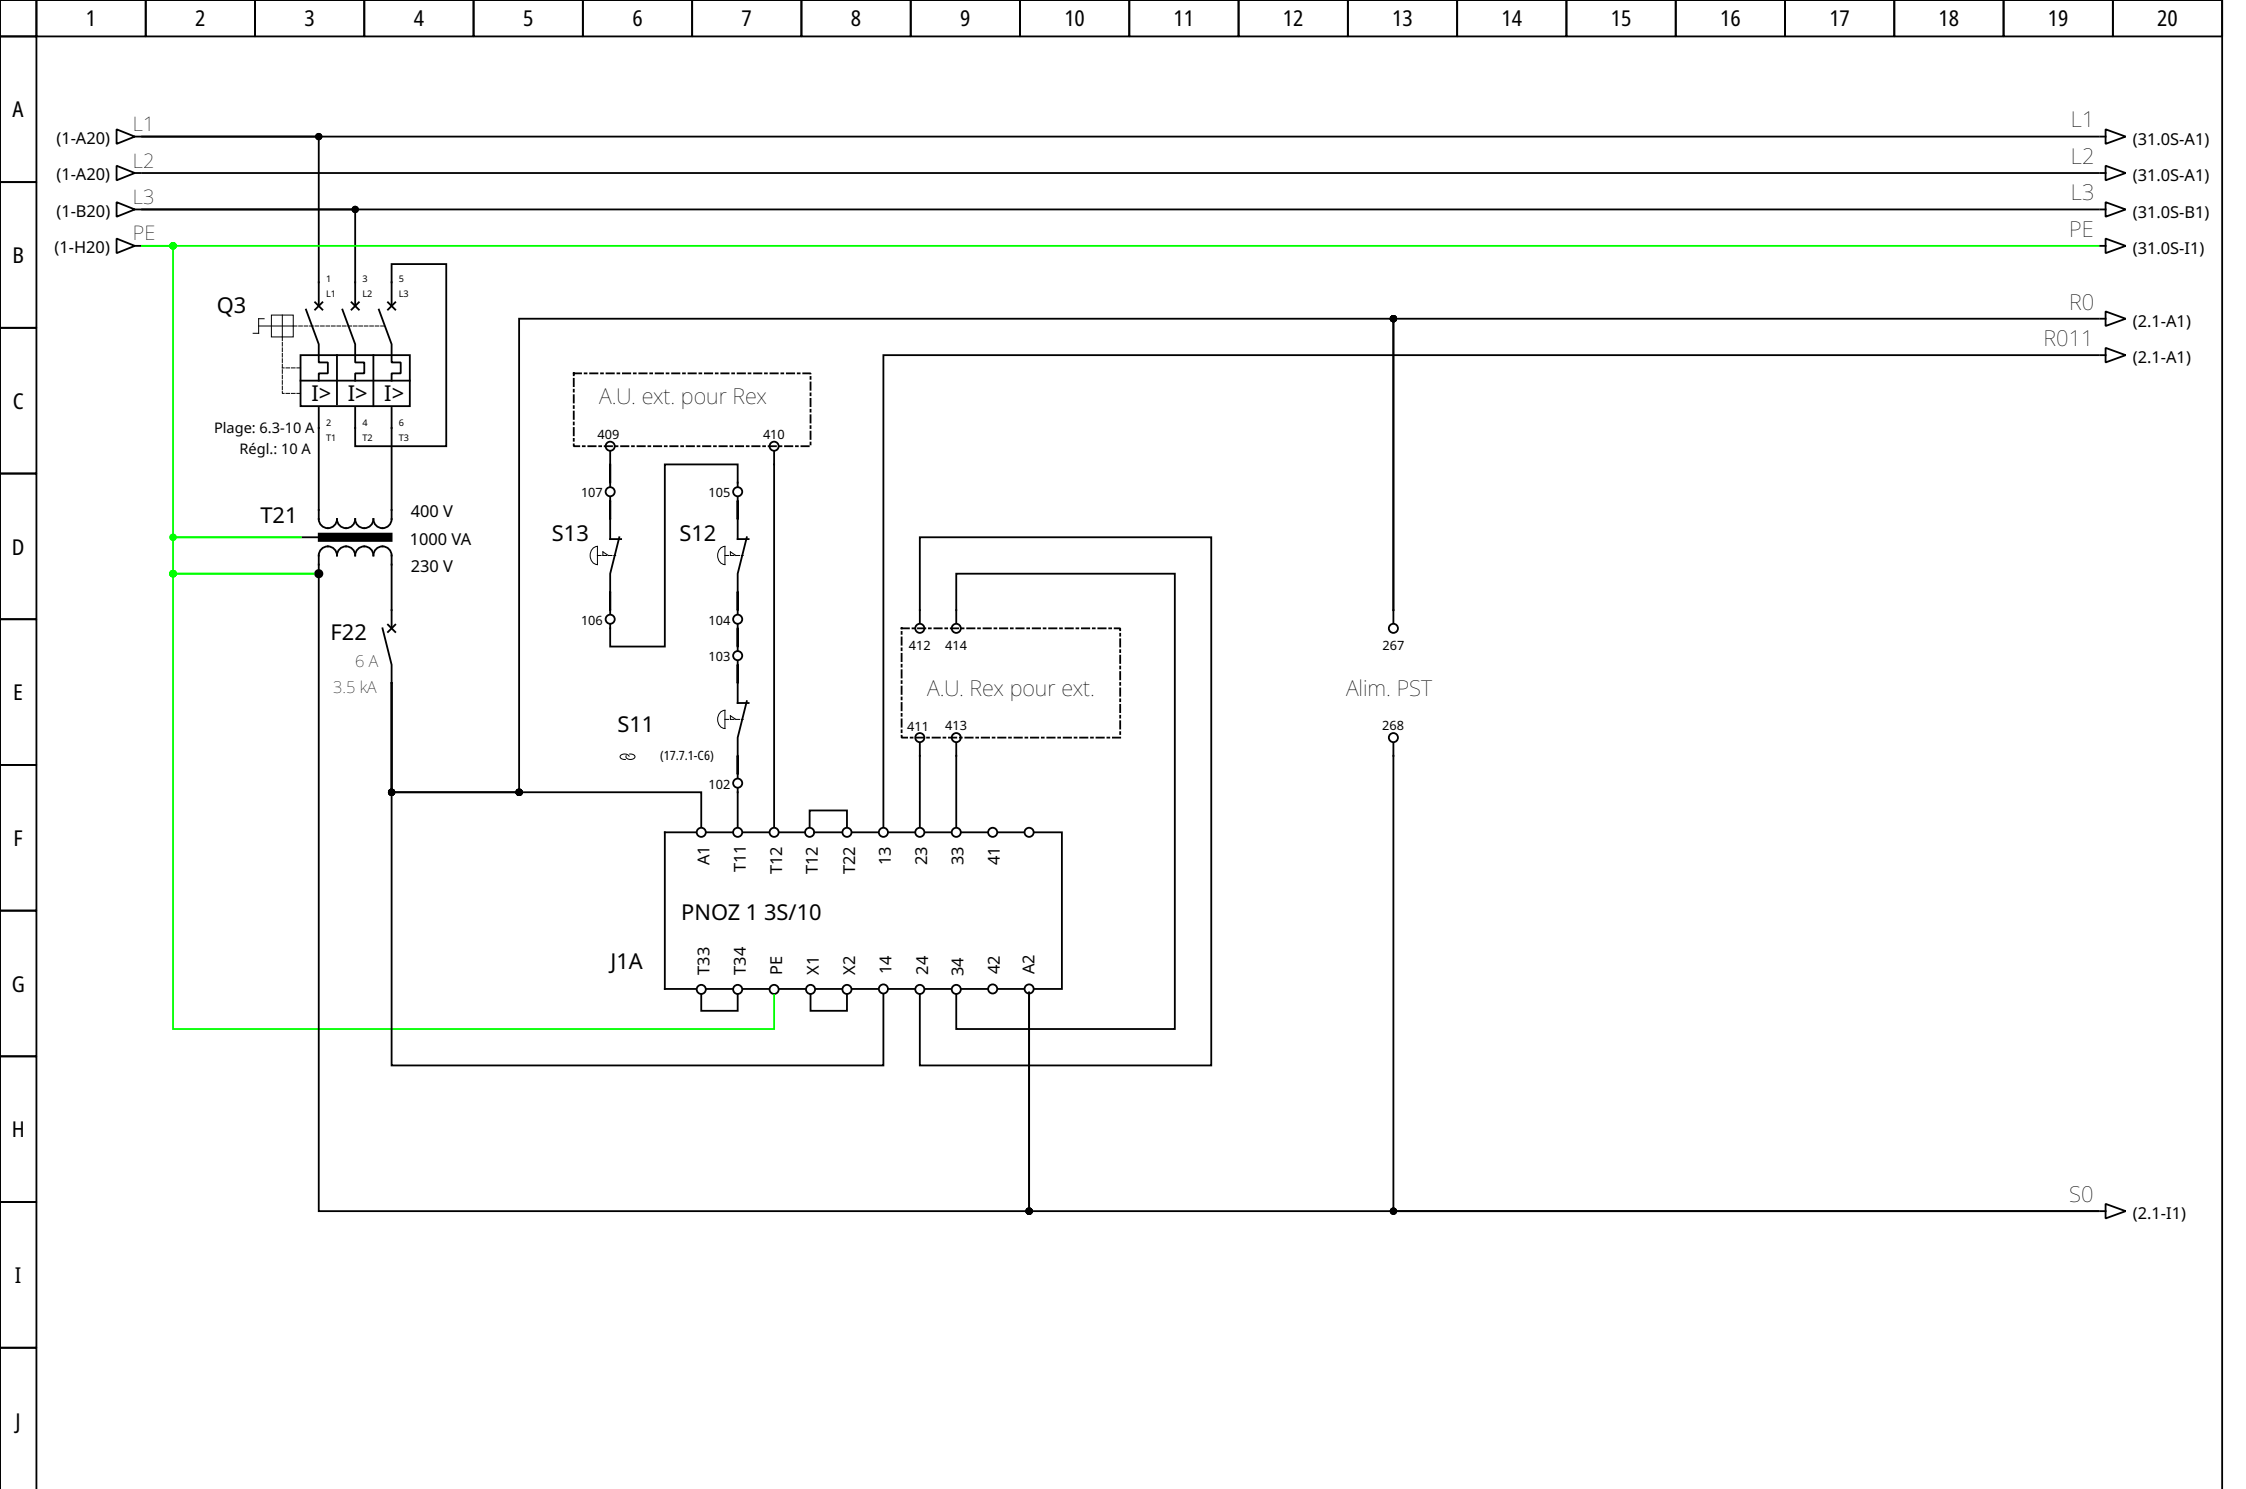 1 2 3 4 5 6 7 8 9 10 11 12 13 14 15 16 17 18 19 20
A
L1 L1
(1-A20) (31.0S-A1)
L2 L2
(1-A20) (31.0S-A1)
L3 L3
(1-B20) (31.0S-B1)
PE PE
(1-H20) (31.0S-I1)
B
1 3 5
L1 L2 L3
Q3
R0
(2.1-A1)
R011
(2.1-A1)
C
I> I> I>
A.U. ext. pour Rex
Plage: 6.3-10 A
Régl.: 10 A
2 4 6
T1 T2 T3
409 410
107 105
T21
400 V
1000 VA
230 V
S13 S12
D
106 104
F22
6 A
3.5 kA
103
412 414
267
E
A.U. Rex pour ext.
Alim. PST
S11
(17.7.1-C6)
411 413
268
102
F
A1 T11 T12 T12 T22 13 23 33 41
PNOZ 1 3S/10
J1A
T33 T34 PE X1 X2 14 24 34 42 A2
G
H
S0
(2.1-I1)
I
J